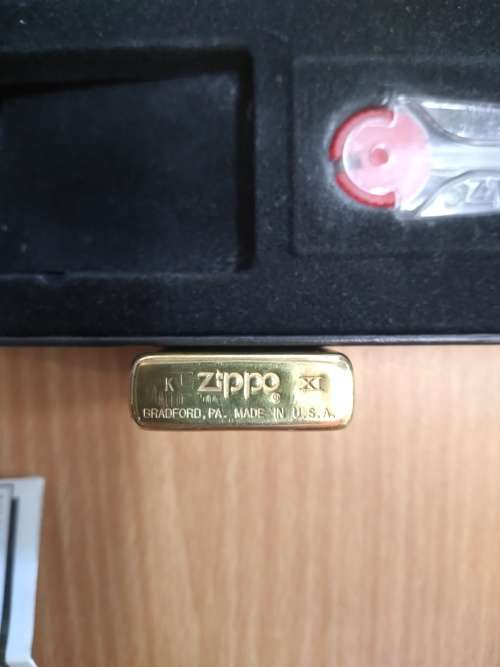 K zippo ® XI
BRADFORD, PA. MADE IN U.S.A.